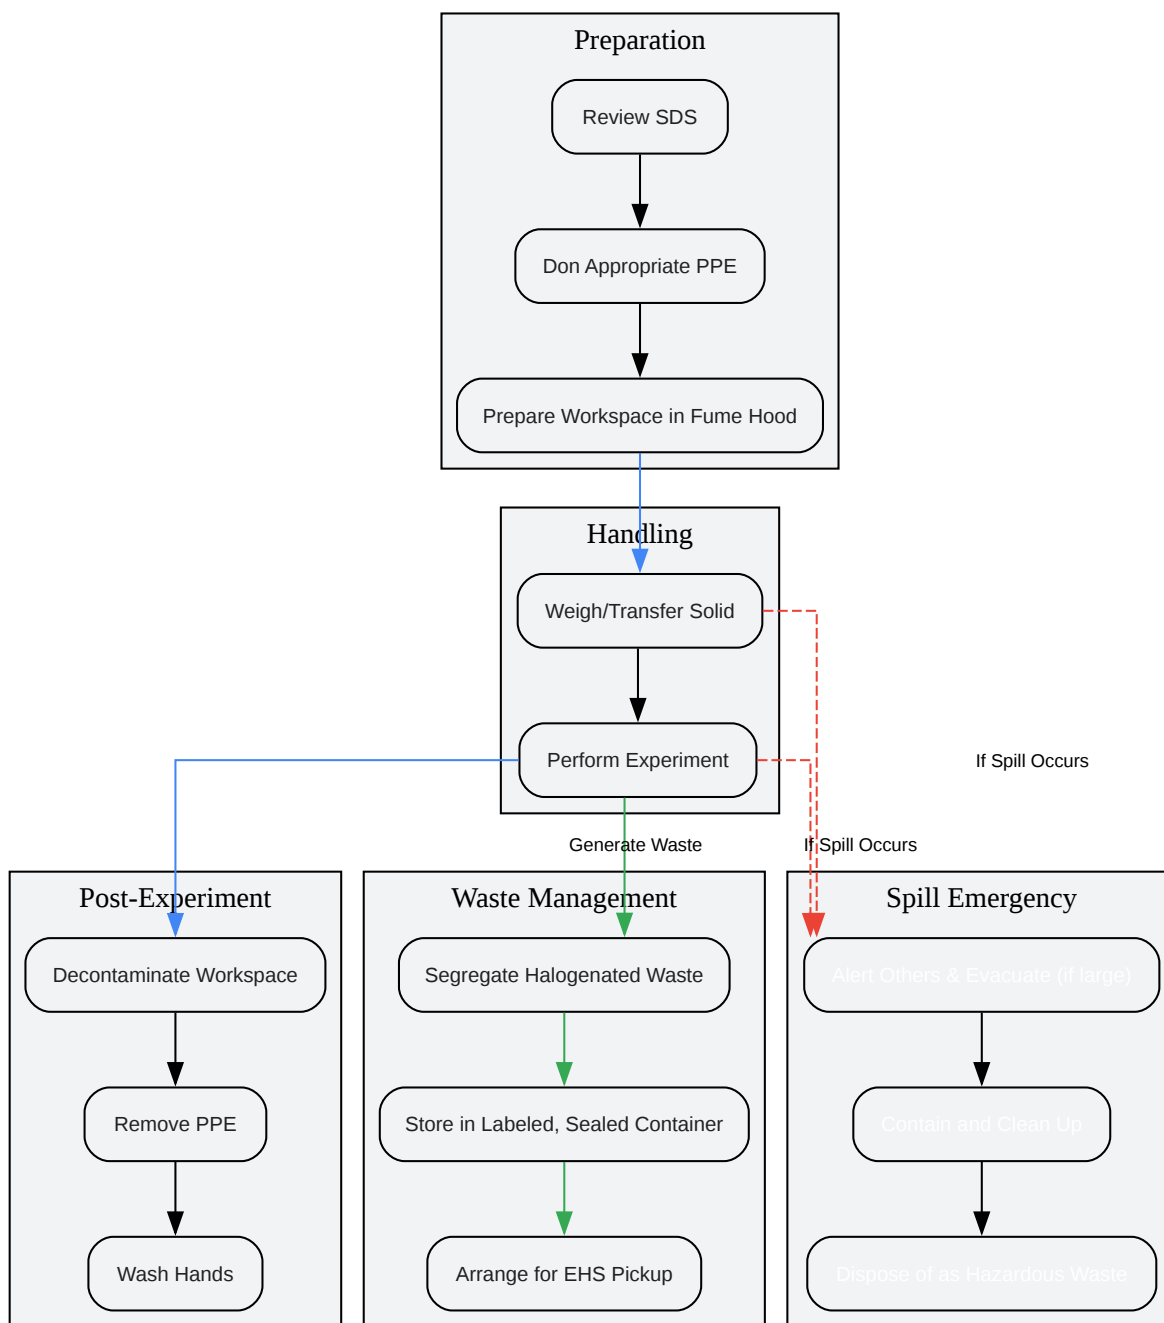 Preparation
Review SDS
Don Appropriate PPE
Prepare Workspace in Fume Hood
Handling
Weigh/Transfer Solid
Perform Experiment
If Spill Occurs
Generate Waste
If Spill Occurs
Post-Experiment
Decontaminate Workspace
Remove PPE
Wash Hands
Waste Management
Segregate Halogenated Waste
Store in Labeled, Sealed Container
Arrange for EHS Pickup
Spill Emergency
Alert Others & Evacuate (if large)
Contain and Clean Up
Dispose of as Hazardous Waste